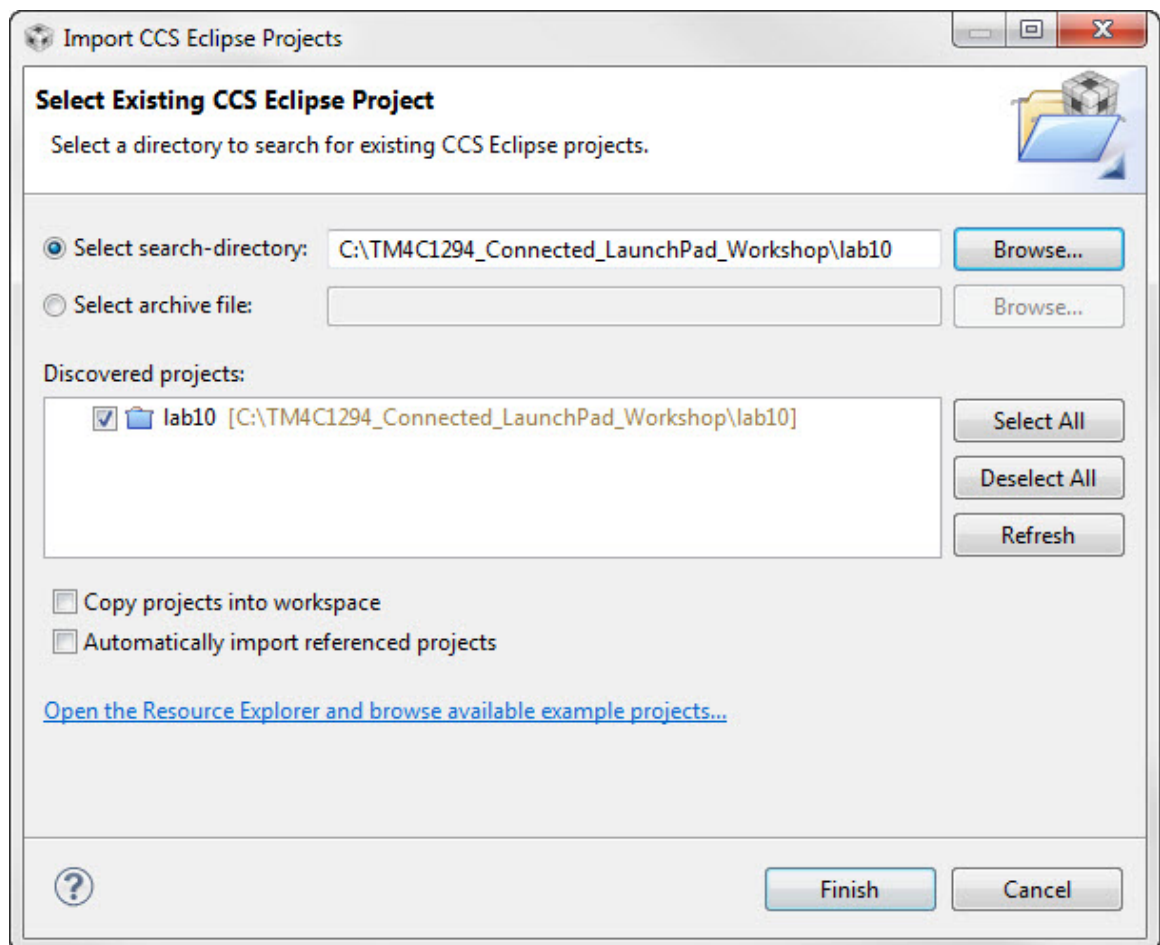 Import CCS Eclipse Projects
Select Existing CCS Eclipse Project
Select a directory to search for existing CCS Eclipse projects.
Select search-directory: C:\TM4C1294_Connected_LaunchPad_Workshop\lab10 Browse...
Select archive file: Browse...
Discovered projects:
lab10 [C:\TM4C1294_Connected_LaunchPad_Workshop\lab10]
Select All
Deselect All
Refresh
Copy projects into workspace
Automatically import referenced projects
Open the Resource Explorer and browse available example projects...
? Finish Cancel